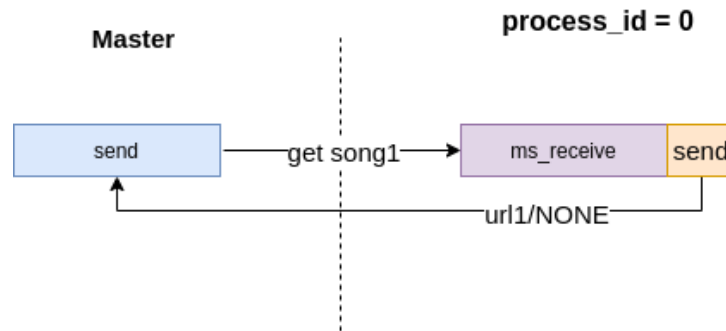 Master
process_id = 0
send
get song1
ms_receive
send
url1/NONE